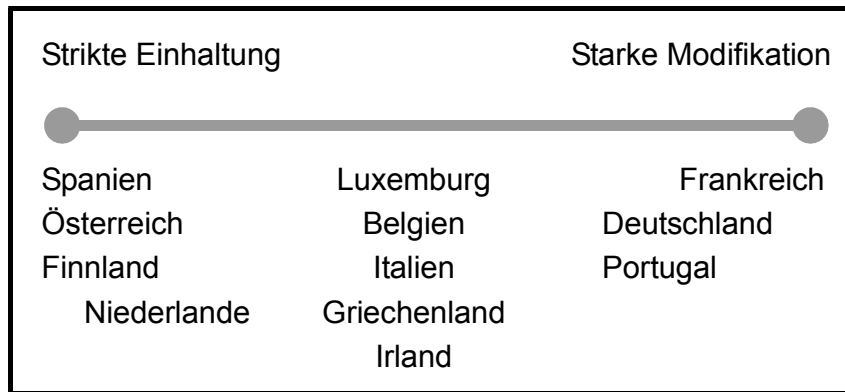 Strikte Einhaltung Starke Modifikation
Spanien Luxemburg Frankreich
Österreich Belgien Deutschland
Finnland Italien Portugal
Niederlande Griechenland
Irland